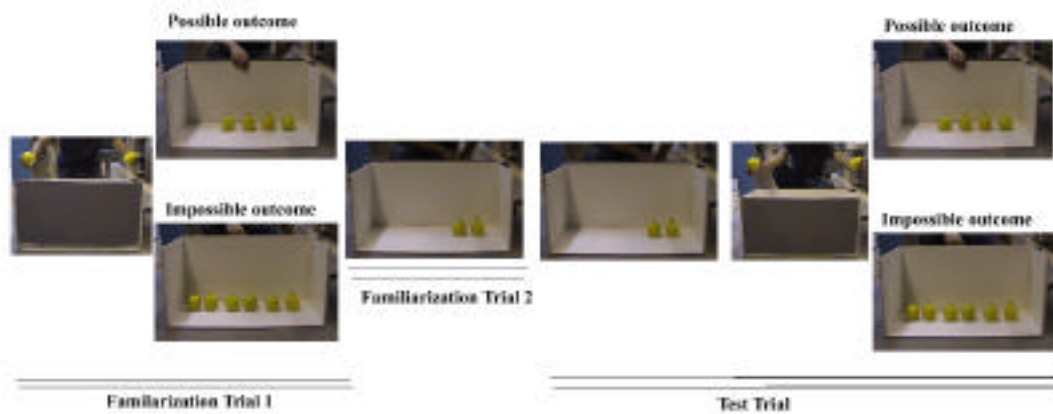 Possible outcome
Possible outcome
Impossible outcome
Impossible outcome
Familiarization Trial 2
Familiarization Trial 1
Test Trial